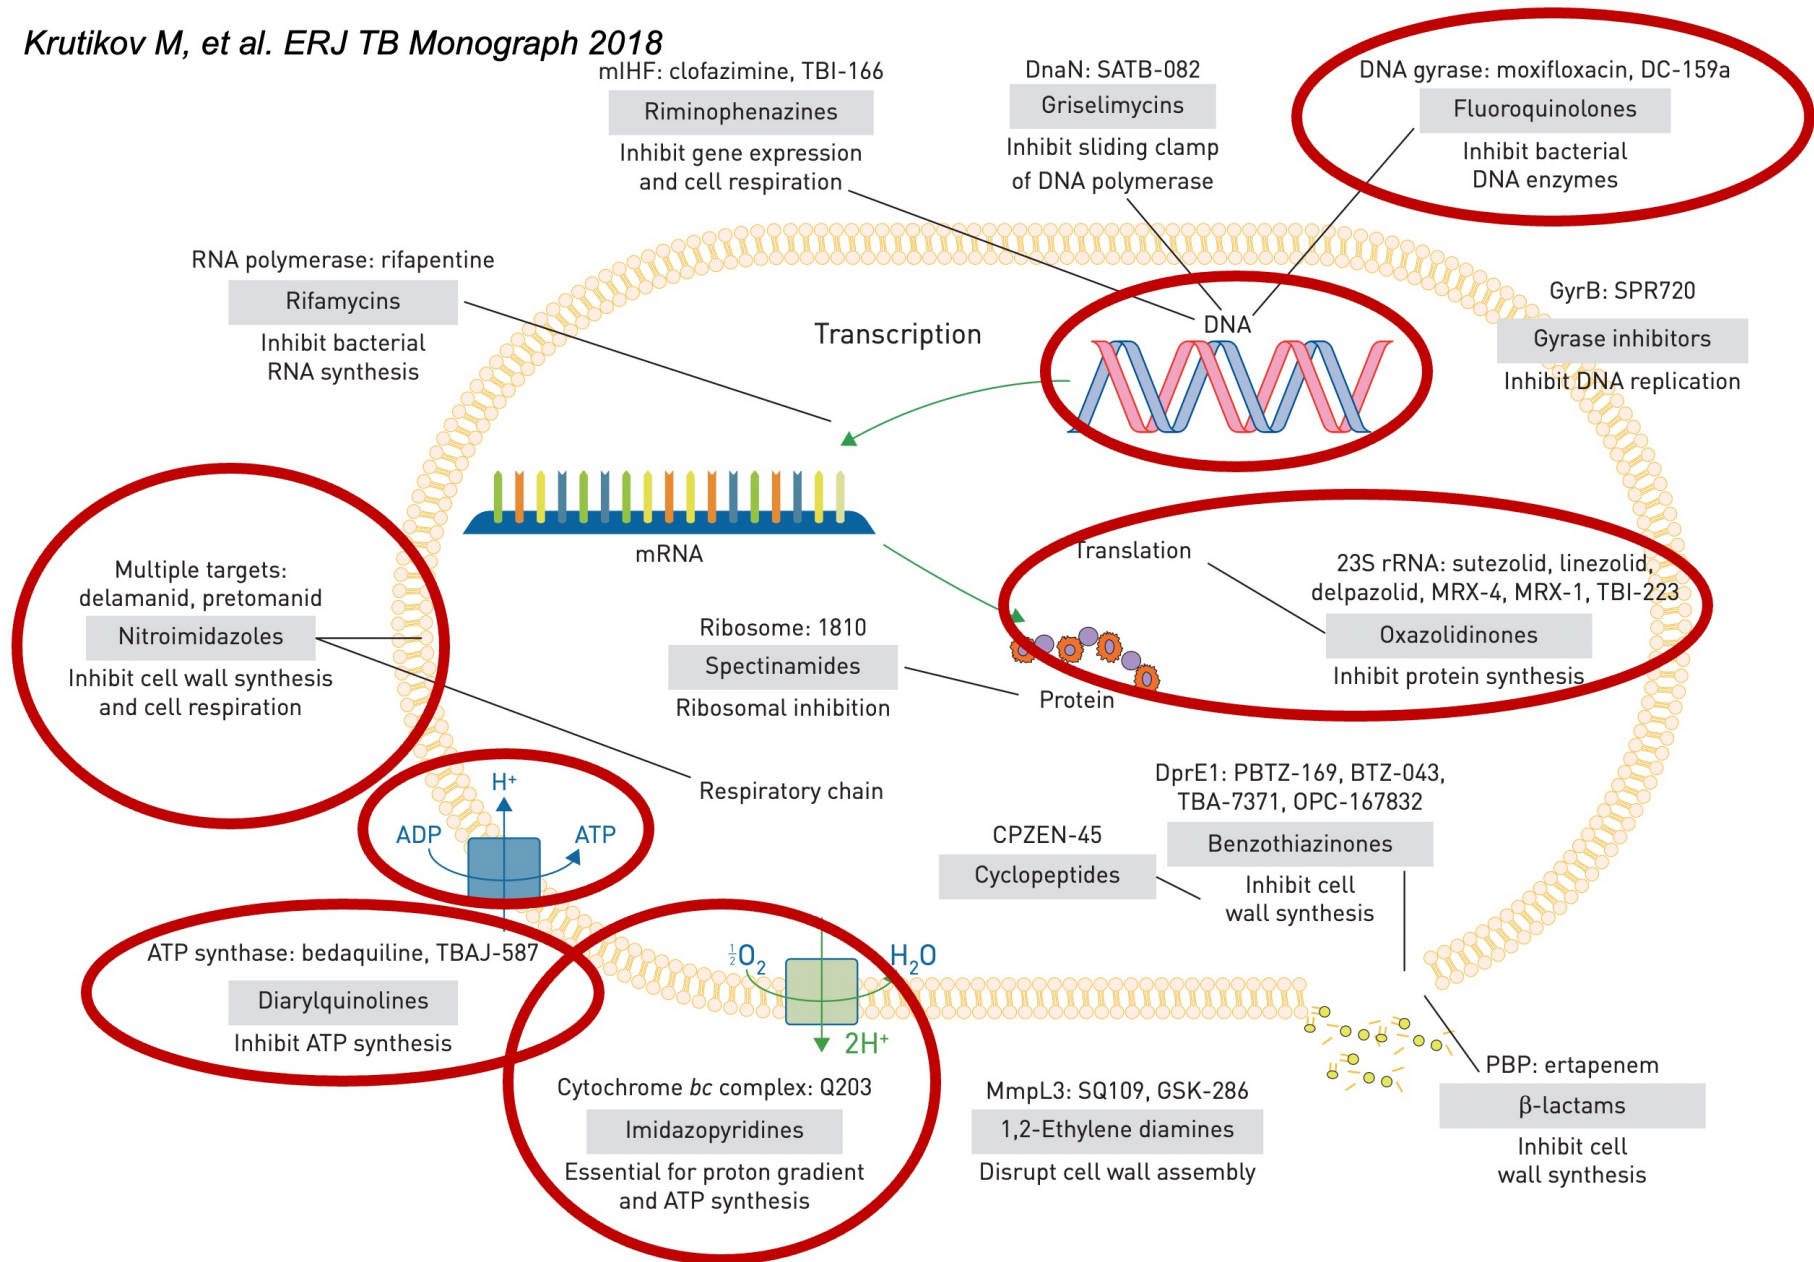 Krutikov M, et al. ERJ TB Monograph 2018
mIHF: clofazimine, TBI-166
Riminophenazines
Inhibit gene expression
and cell respiration
DnaN: SATB-082
Griselimycins
Inhibit sliding clamp
of DNA polymerase
DNA gyrase: moxifloxacin, DC-159a
Fluoroquinolones
Inhibit bacterial
DNA enzymes
RNA polymerase: rifapentine
Rifamycins
Inhibit bacterial
RNA synthesis
Transcription
DNA
GyrB: SPR720
Gyrase inhibitors
Inhibit DNA replication
mRNA
Multiple targets:
delamanid, pretomanid
Nitroimidazoles
Inhibit cell wall synthesis
and cell respiration
Translation
23S rRNA: sutezolid, linezolid,
delpazolid, MRX-4, MRX-1, TBI-223
Oxazolidinones
Inhibit protein synthesis
Ribosome: 1810
Spectinamides
Ribosomal inhibition
Protein
Respiratory chain
H⁺
ADP
ATP
DprE1: PBTZ-169, BTZ-043,
TBA-7371, OPC-167832
Benzothiazinones
Inhibit cell
wall synthesis
CPZEN-45
Cyclopeptides
ATP synthase: bedaquiline, TBAJ-587
Diarylquinolines
Inhibit ATP synthesis
½O₂
H₂O
2H⁺
Cytochrome bc complex: Q203
Imidazopyridines
Essential for proton gradient
and ATP synthesis
MmpL3: SQ109, GSK-286
1,2-Ethylene diamines
Disrupt cell wall assembly
PBP: ertapenem
β-lactams
Inhibit cell
wall synthesis